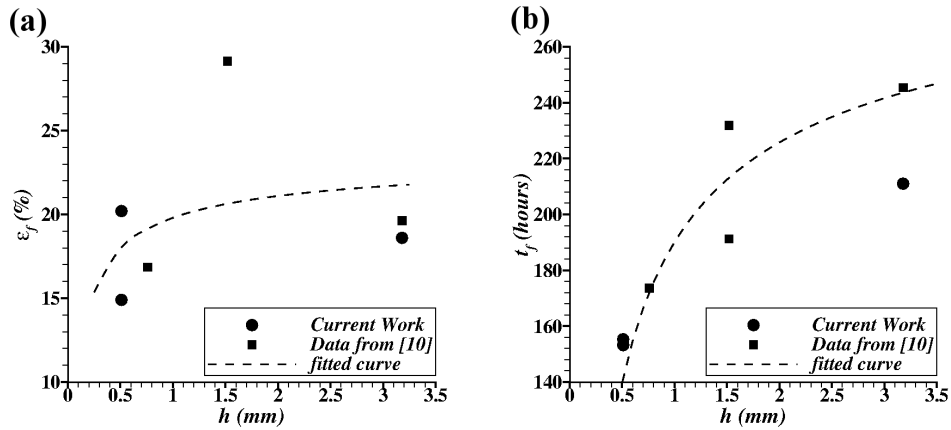 (a)
30
25
20
15
10
ε_f (%)
0 0.5 1 1.5 2 2.5 3 3.5
h (mm)
Current Work
Data from [10]
fitted curve
(b)
260
240
220
200
180
160
140
t_f (hours)
0 0.5 1 1.5 2 2.5 3 3.5
h (mm)
Current Work
Data from [10]
fitted curve